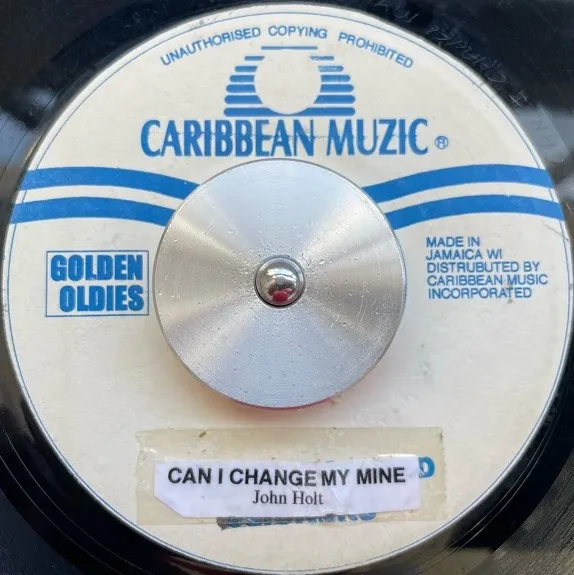 UNAUTHORISED COPYING PROHIBITED
CARIBBEAN MUZIC ®
GOLDEN
OLDIES
MADE IN
JAMAICA WI
DISTRUBUTED BY
CARIBBEAN MUSIC
INCORPORATED
CAN I CHANGE MY MINE
John Holt